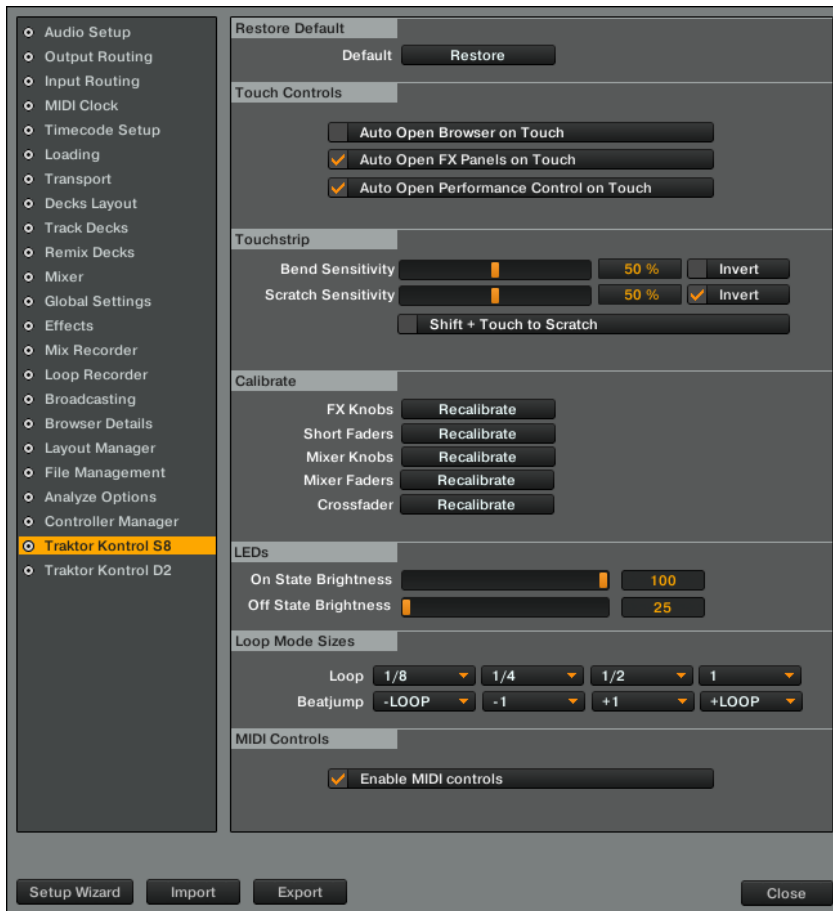 Audio Setup
Output Routing
Input Routing
MIDI Clock
Timecode Setup
Loading
Transport
Decks Layout
Track Decks
Remix Decks
Mixer
Global Settings
Effects
Mix Recorder
Loop Recorder
Broadcasting
Browser Details
Layout Manager
File Management
Analyze Options
Controller Manager
Traktor Kontrol S8
Traktor Kontrol D2
Restore Default
Default Restore
Touch Controls
Auto Open Browser on Touch
Auto Open FX Panels on Touch
Auto Open Performance Control on Touch
Touchstrip
Bend Sensitivity 50 % Invert
Scratch Sensitivity 50 % Invert
Shift + Touch to Scratch
Calibrate
FX Knobs Recalibrate
Short Faders Recalibrate
Mixer Knobs Recalibrate
Mixer Faders Recalibrate
Crossfader Recalibrate
LEDs
On State Brightness 100
Off State Brightness 25
Loop Mode Sizes
Loop 1/8 1/4 1/2 1
Beatjump -LOOP -1 +1 +LOOP
MIDI Controls
Enable MIDI controls
Setup Wizard Import Export Close